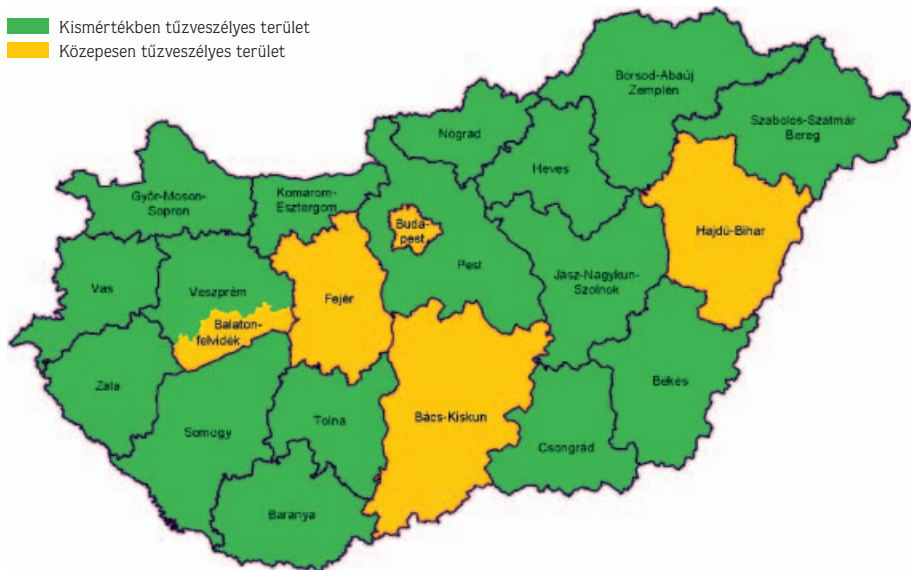 Kismértékben tűzveszélyes terület
Közepesen tűzveszélyes terület
Borsod-Abaúj
Zemplén
Szabolcs-Szatmár
Bereg
Nógrád
Heves
Győr-Moson-
Sopron
Komárom-
Esztergom
Buda-
pest
Hajdú-Bihar
Pest
Jász-Nagykun-
Szolnok
Vas
Veszprém
Fejér
Balaton-
felvidék
Zala
Békés
Somogy
Tolna
Bács-Kiskun
Csongrád
Baranya